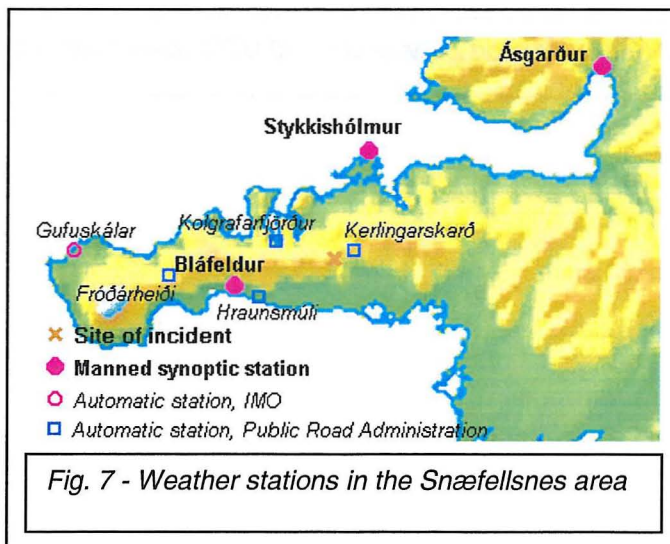 Ásgarður
Stykkishólmur
Kolgrafarfjörður
Gufuskálar
Kerlingarskarð
Bláfeldur
Fróðárheiði
Hraunsmúli
Site of incident
Manned synoptic station
Automatic station, IMO
Automatic station, Public Road Administration
Fig. 7 - Weather stations in the Snæfellsnes area